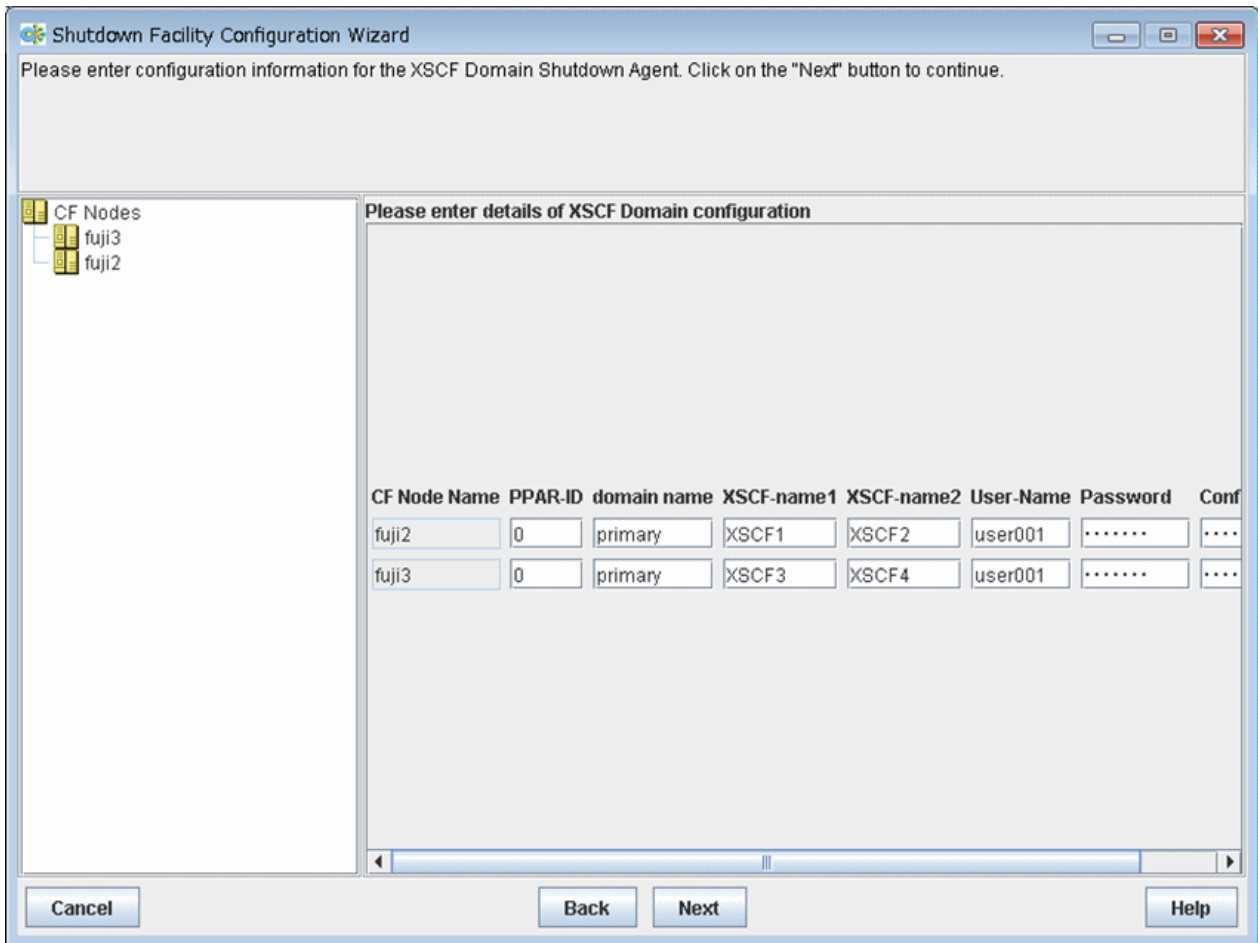 Shutdown Facility Configuration Wizard
Please enter configuration information for the XSCF Domain Shutdown Agent. Click on the "Next" button to continue.
CF Nodes
fuji3
fuji2
Please enter details of XSCF Domain configuration
CF Node Name PPAR-ID domain name XSCF-name1 XSCF-name2 User-Name Password Conf
fuji2 0 primary XSCF1 XSCF2 user001 ·······  ····
fuji3 0 primary XSCF3 XSCF4 user001 ·······  ····
Cancel Back Next Help